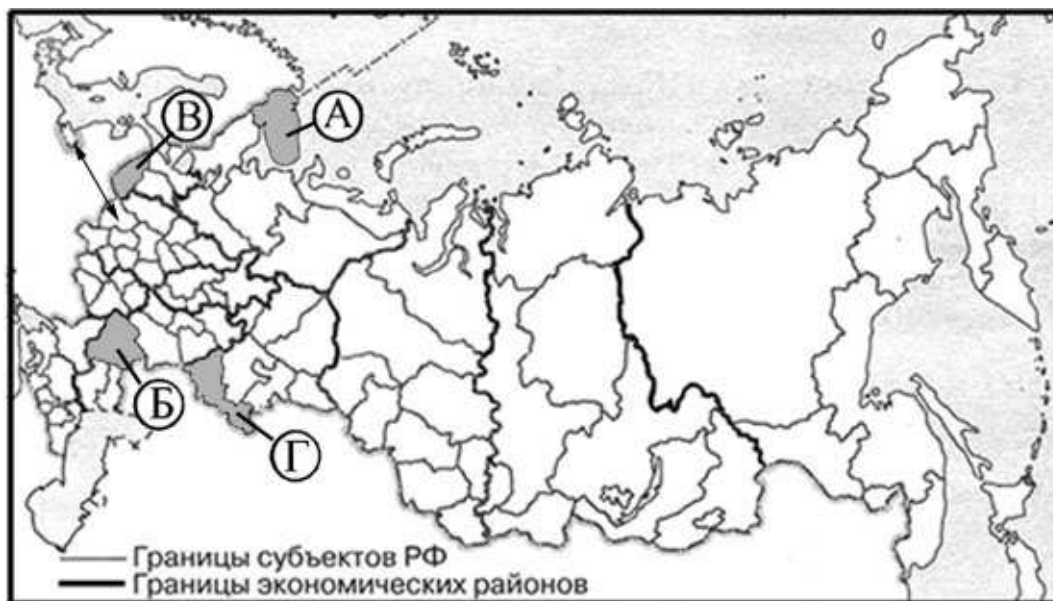 В
А
Б
Г
Границы субъектов РФ
Границы экономических районов